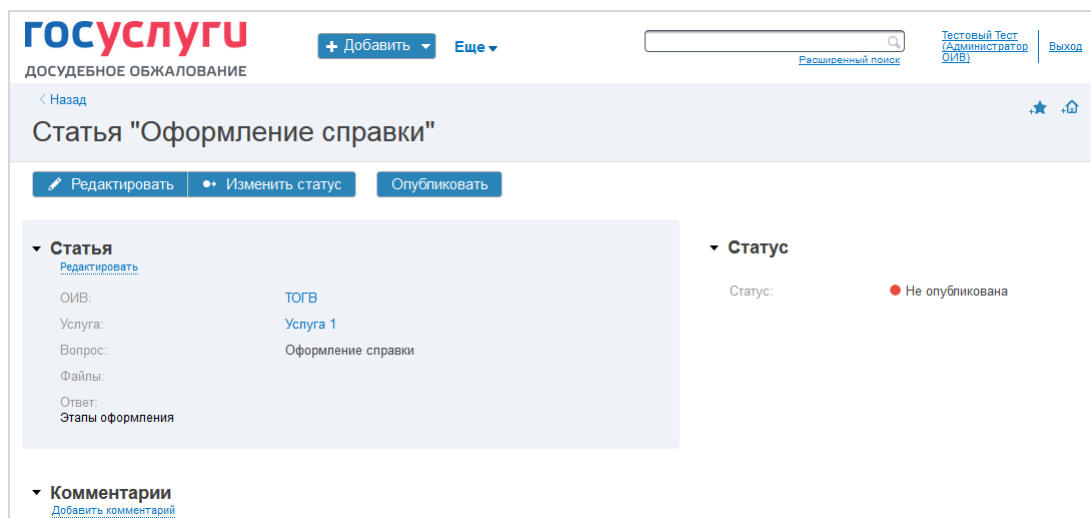 госуслуги
ДОСУДЕБНОЕ ОБЖАЛОВАНИЕ
+ Добавить
Еще
Расширенный поиск
Тестовый Тест
(Администратор
ОИВ)
Выход
Назад
Статья "Оформление справки"
Редактировать
Изменить статус
Опубликовать
Статья
Редактировать
ОИВ: ТОГВ
Услуга: Услуга 1
Вопрос: Оформление справки
Файлы:
Ответ:
Этапы оформления
Статус
Статус: Не опубликована
Комментарии
Добавить комментарий